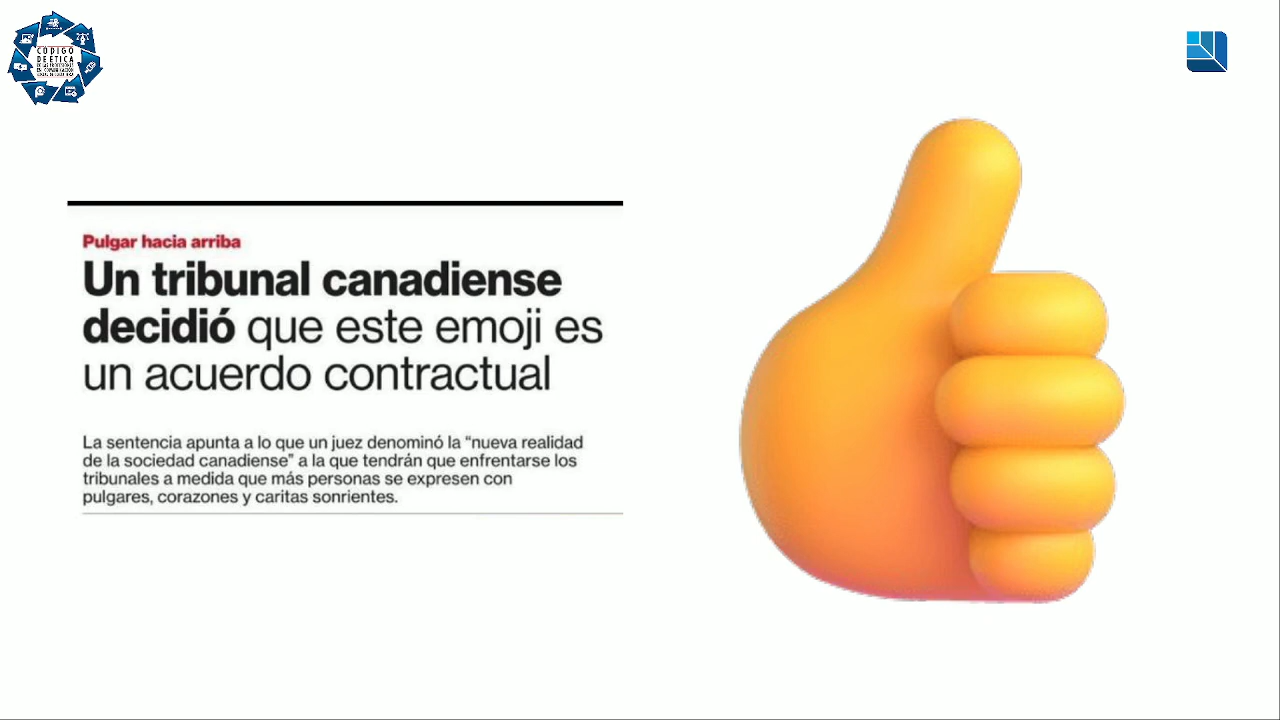 CÓDIGO
DE ÉTICA
Pulgar hacia arriba
Un tribunal canadiense
decidió que este emoji es
un acuerdo contractual
La sentencia apunta a lo que un juez denominó la “nueva realidad
de la sociedad canadiense” a la que tendrán que enfrentarse los
tribunales a medida que más personas se expresen con
pulgares, corazones y caritas sonrientes.